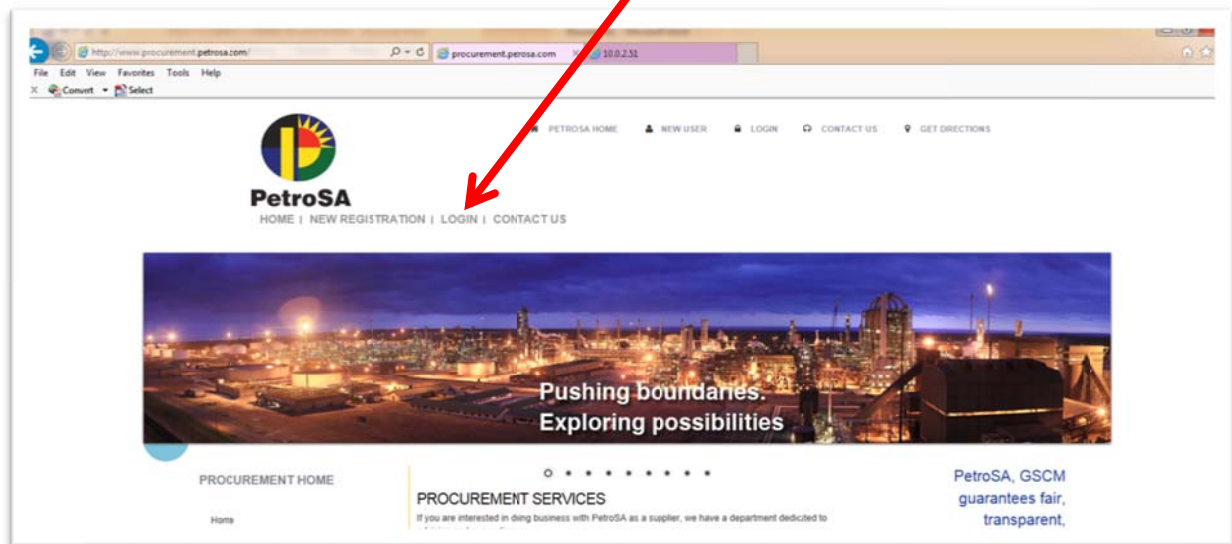 http://www.procurement.petrosa.com/
procurement.perosa.com
10.0.2.51
File Edit View Favorites Tools Help
X Convert Select
PETROSA HOME NEW USER LOGIN CONTACT US GET DIRECTIONS
PetroSA
HOME | NEW REGISTRATION | LOGIN | CONTACT US
Pushing boundaries.
Exploring possibilities
PROCUREMENT HOME
Home
PROCUREMENT SERVICES
If you are interested in ding business with PetroSA as a supplier, we have a department dedicted to
PetroSA, GSCM
guarantees fair,
transparent,